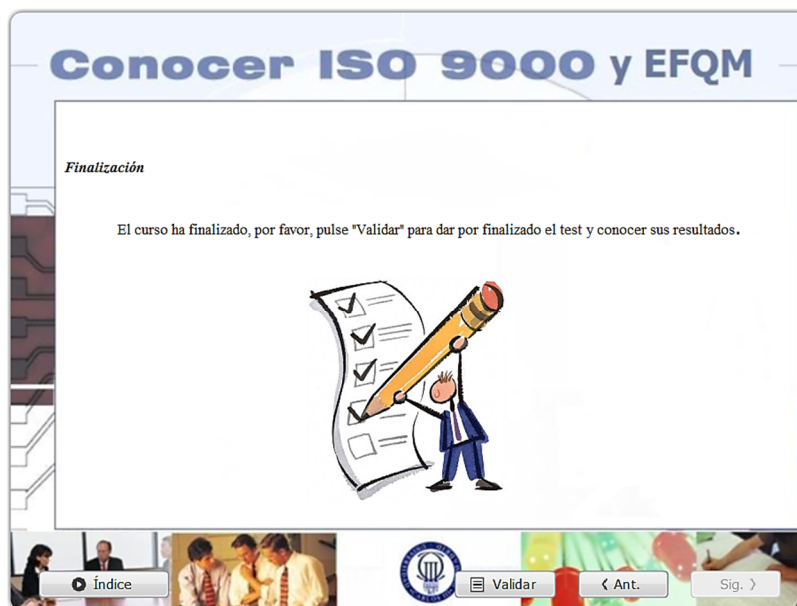 Conocer ISO 9000 y EFQM
Finalización
El curso ha finalizado, por favor, pulse "Validar" para dar por finalizado el test y conocer sus resultados.
Índice
Validar
Ant.
Sig.